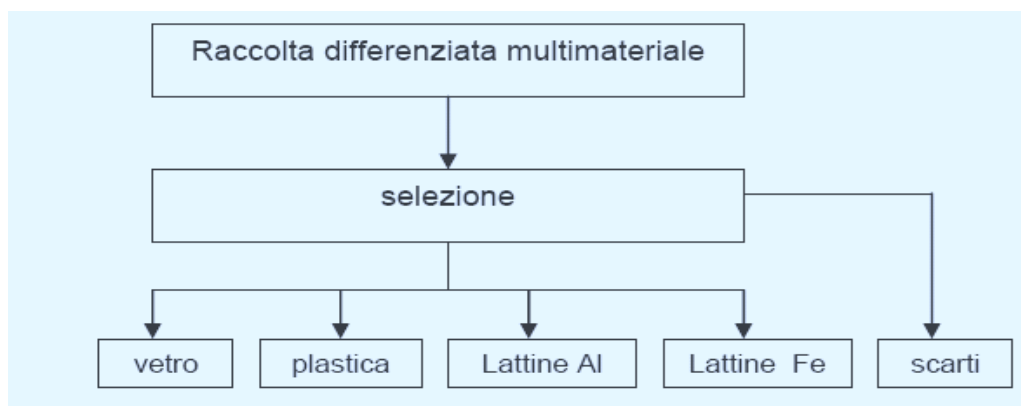 Raccolta differenziata multimateriale
selezione
vetro
plastica
Lattine Al
Lattine Fe
scarti